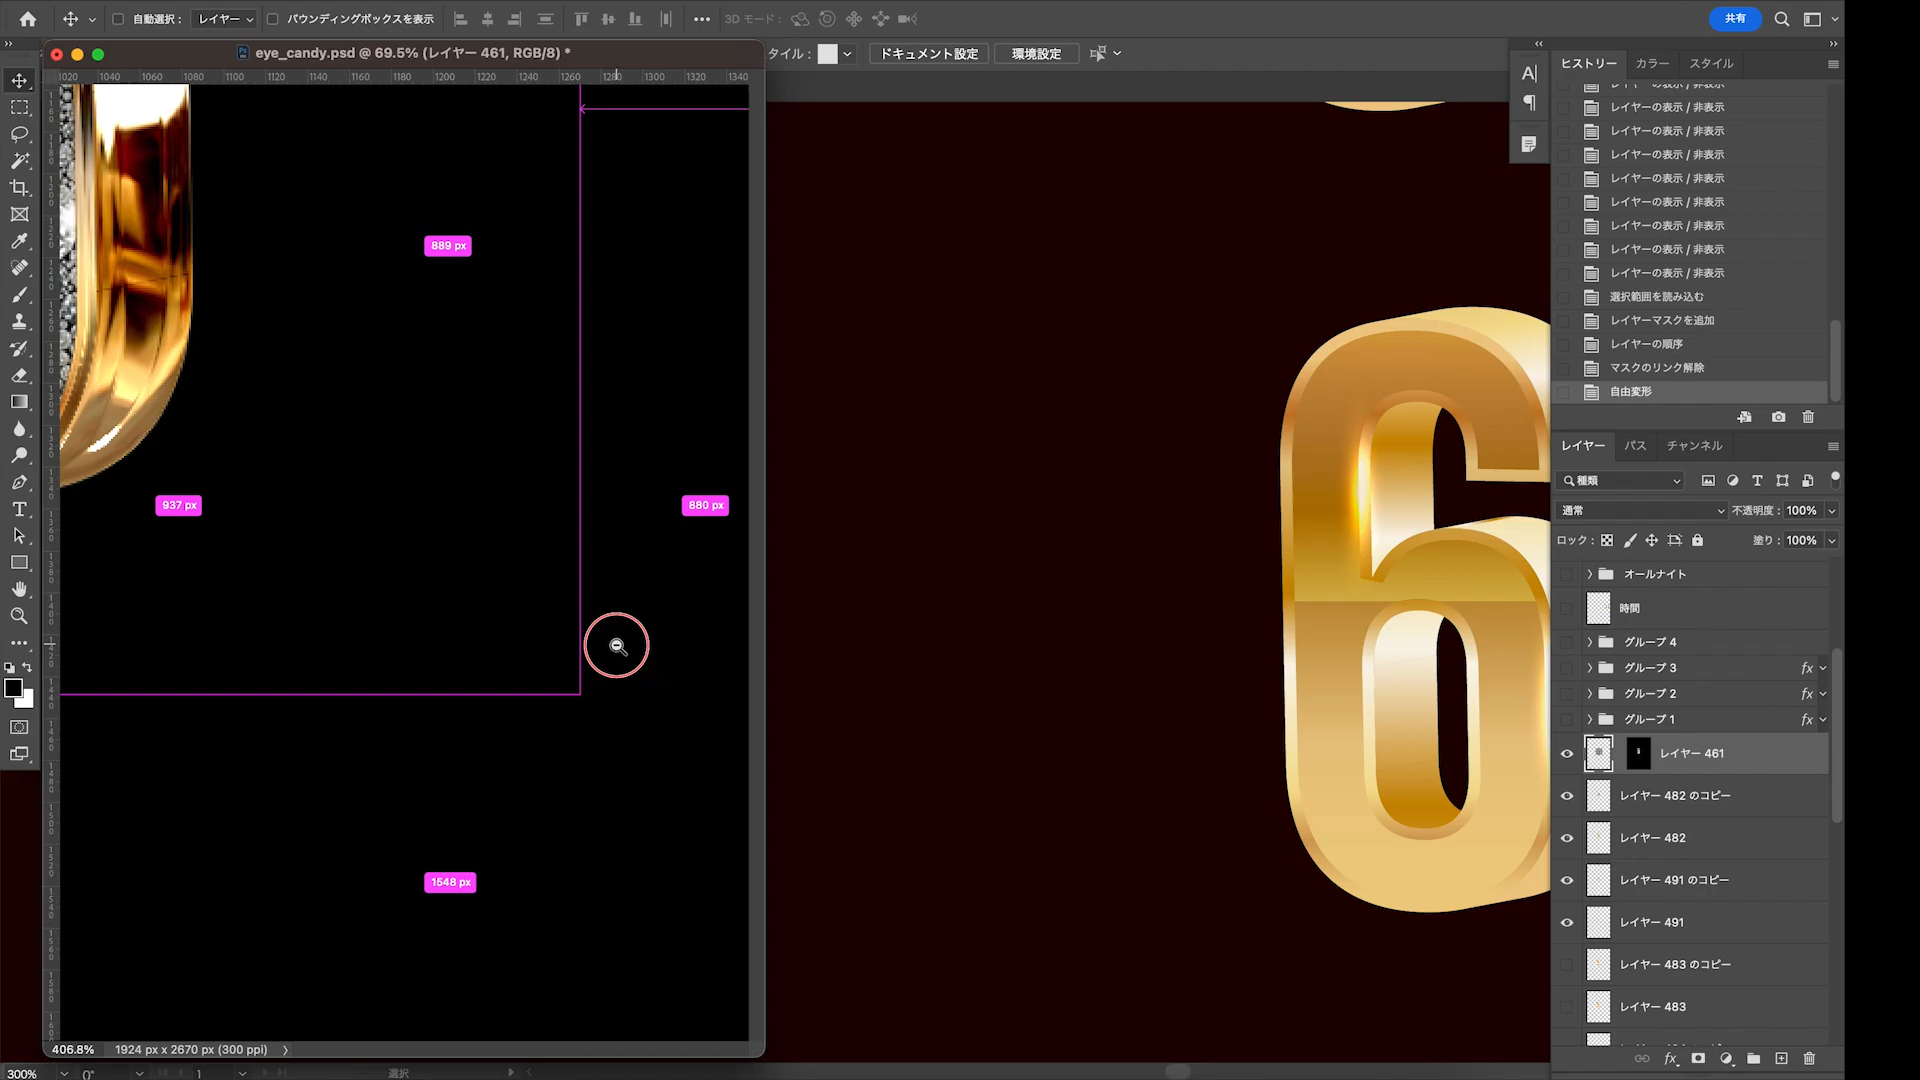 自動選択：
レイヤー
バウンディングボックスを表示
3D モード：
共有
eye_candy.psd @ 69.5% (レイヤー 461, RGB/8) *
タイル：
ドキュメント設定
環境設定
1020 1040 1060 1080 1100 1120 1140 1160 1180 1200 1220 1240 1260 1280 1300 1320 1340
889 px
937 px
880 px
1548 px
406.8%
1924 px x 2670 px (300 ppi)
300%
0°
1
選択
6
ヒストリー
カラー
スタイル
レイヤーの表示 / 非表示
レイヤーの表示 / 非表示
レイヤーの表示 / 非表示
レイヤーの表示 / 非表示
レイヤーの表示 / 非表示
レイヤーの表示 / 非表示
レイヤーの表示 / 非表示
レイヤーの表示 / 非表示
レイヤーの表示 / 非表示
選択範囲を読み込む
レイヤーマスクを追加
レイヤーの順序
マスクのリンク解除
自由変形
レイヤー
パス
チャンネル
種類
通常
不透明度：
100%
ロック：
塗り：
100%
オールナイト
時間
グループ 4
グループ 3
fx
グループ 2
fx
グループ 1
fx
レイヤー 461
レイヤー 482 のコピー
レイヤー 482
レイヤー 491 のコピー
レイヤー 491
レイヤー 483 のコピー
レイヤー 483
fx